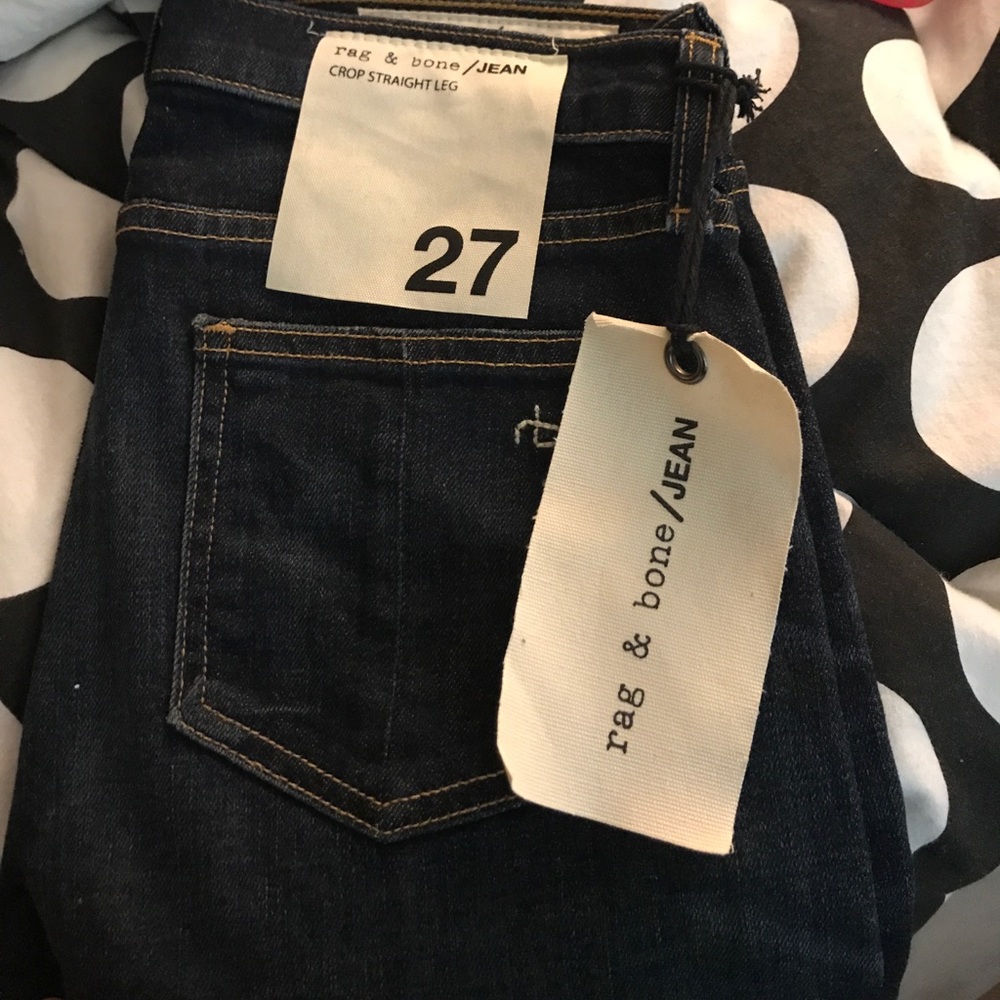 rag & bone/JEAN
CROP STRAIGHT LEG
27
rag & bone/JEAN